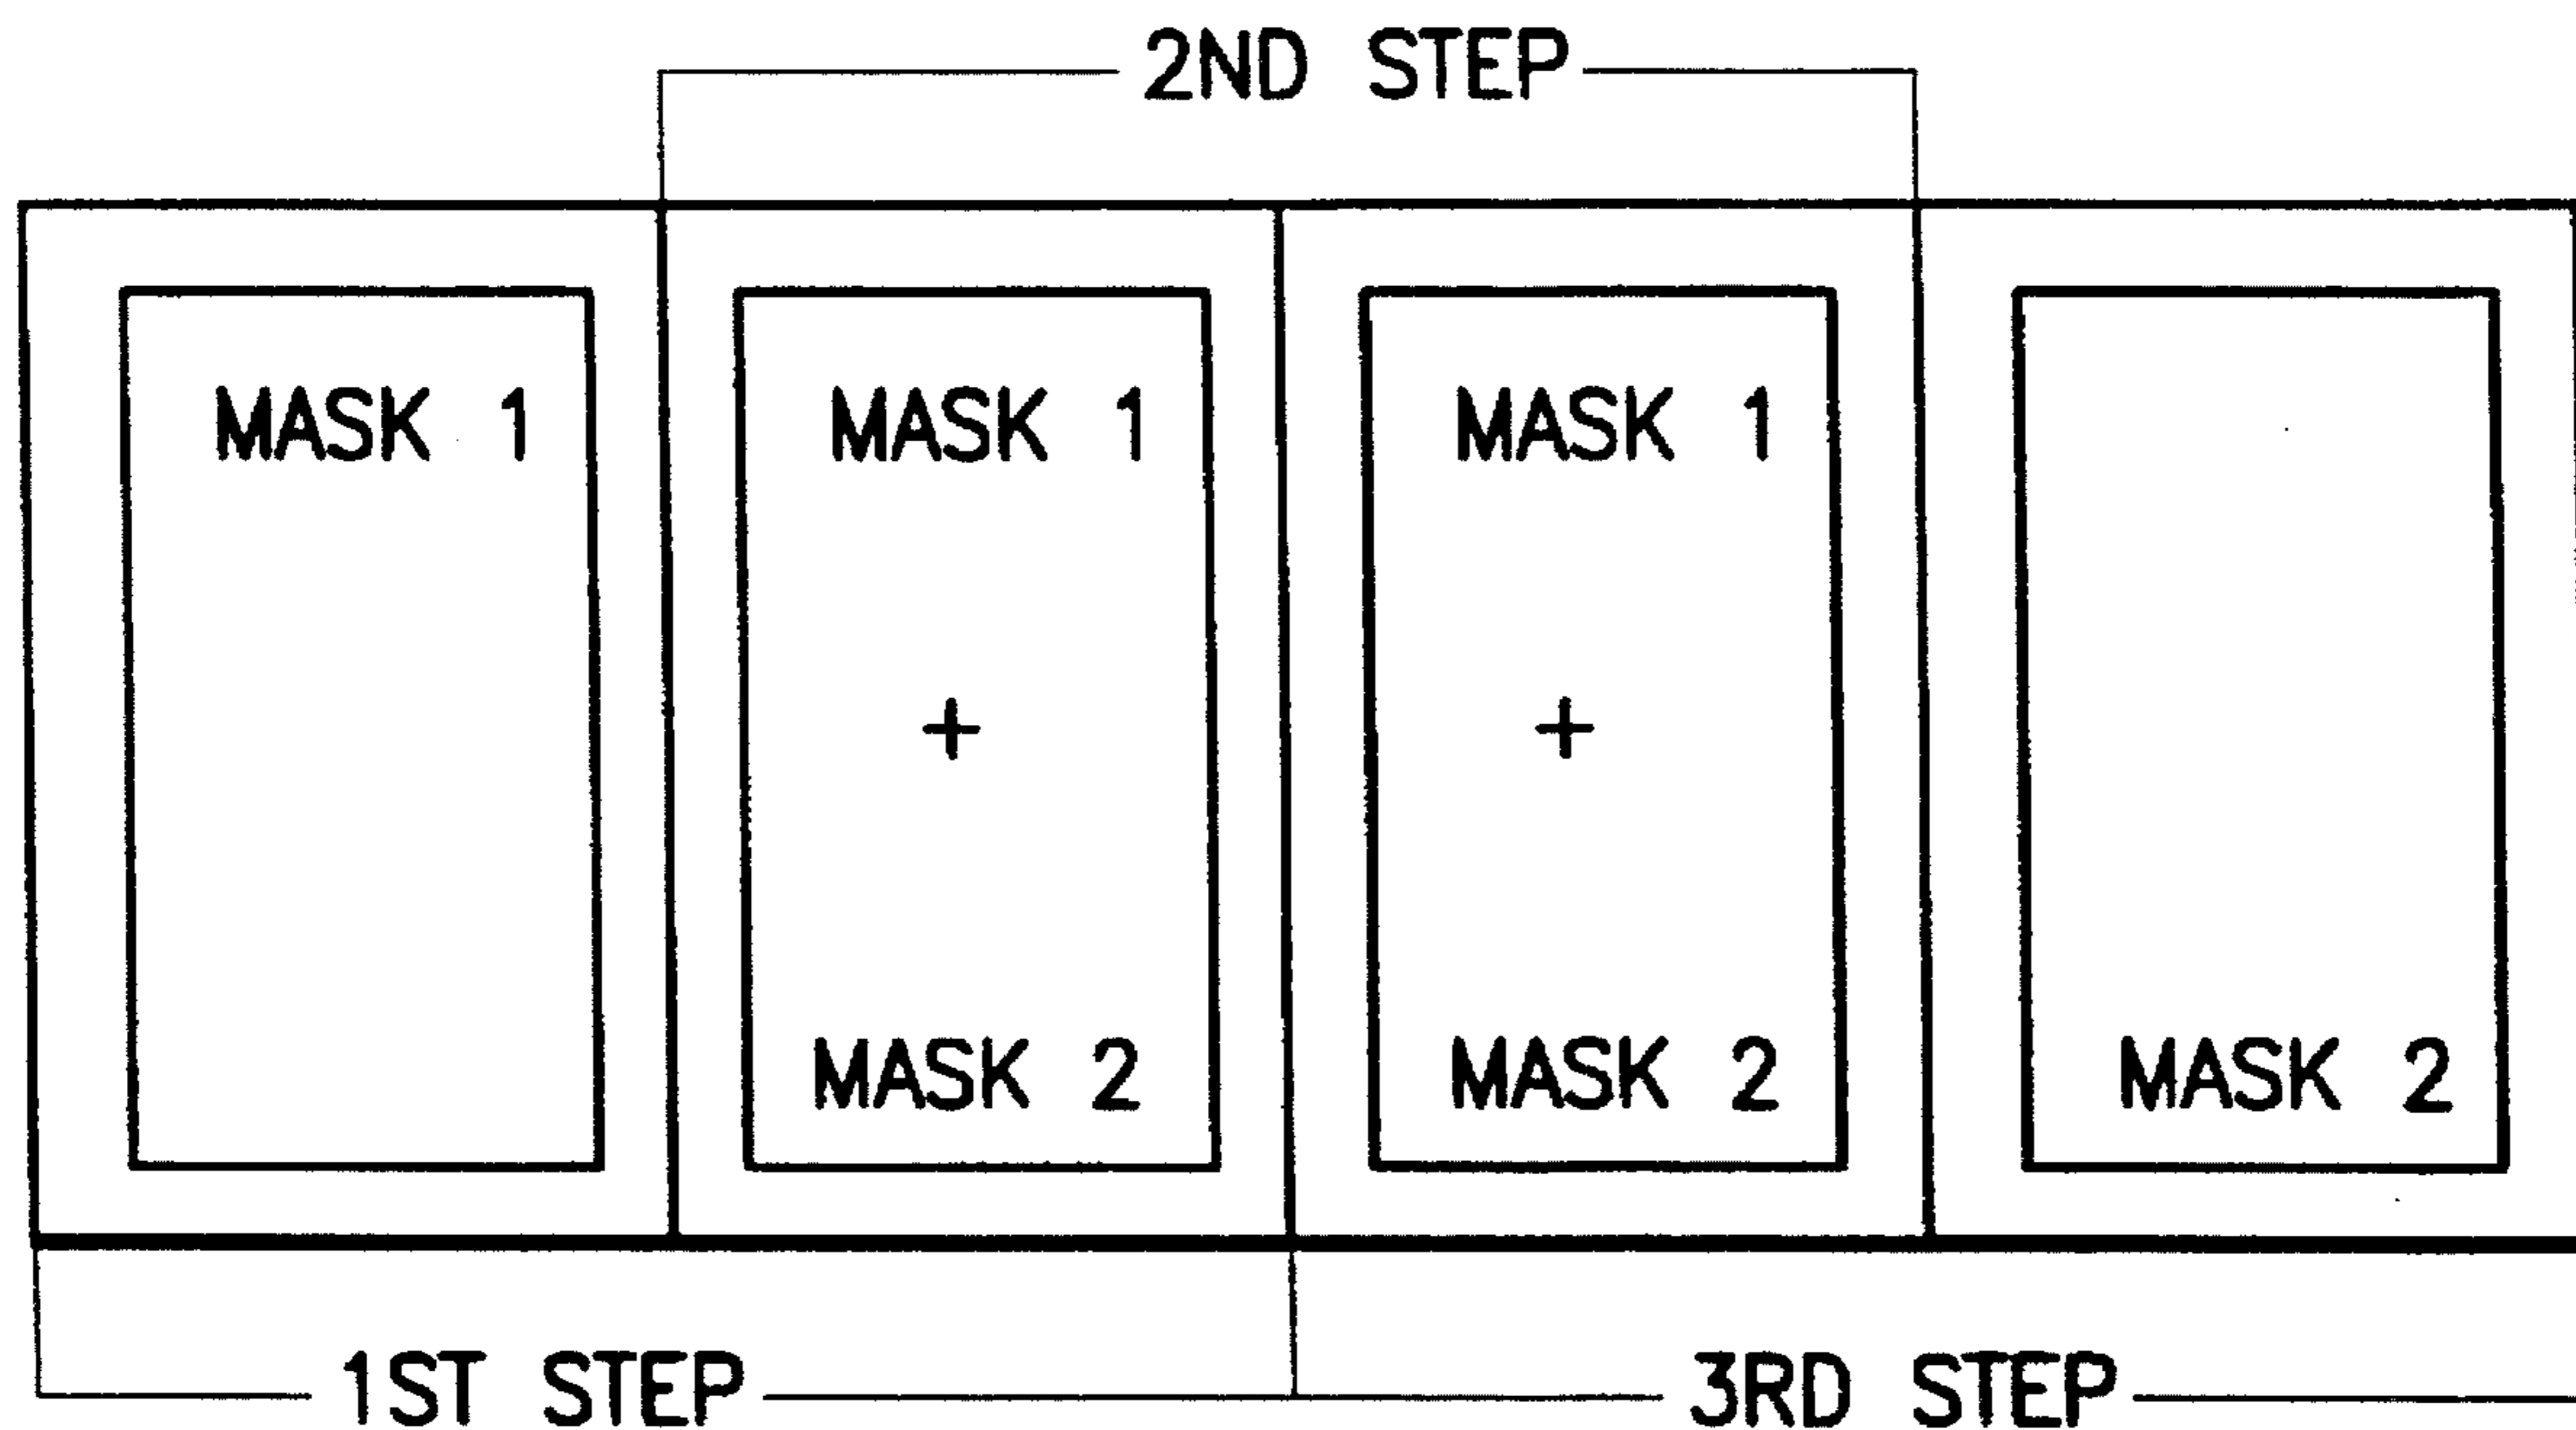 2ND STEP
MASK 1 MASK 1 MASK 1
+ +
MASK 2 MASK 2 MASK 2
1ST STEP 3RD STEP